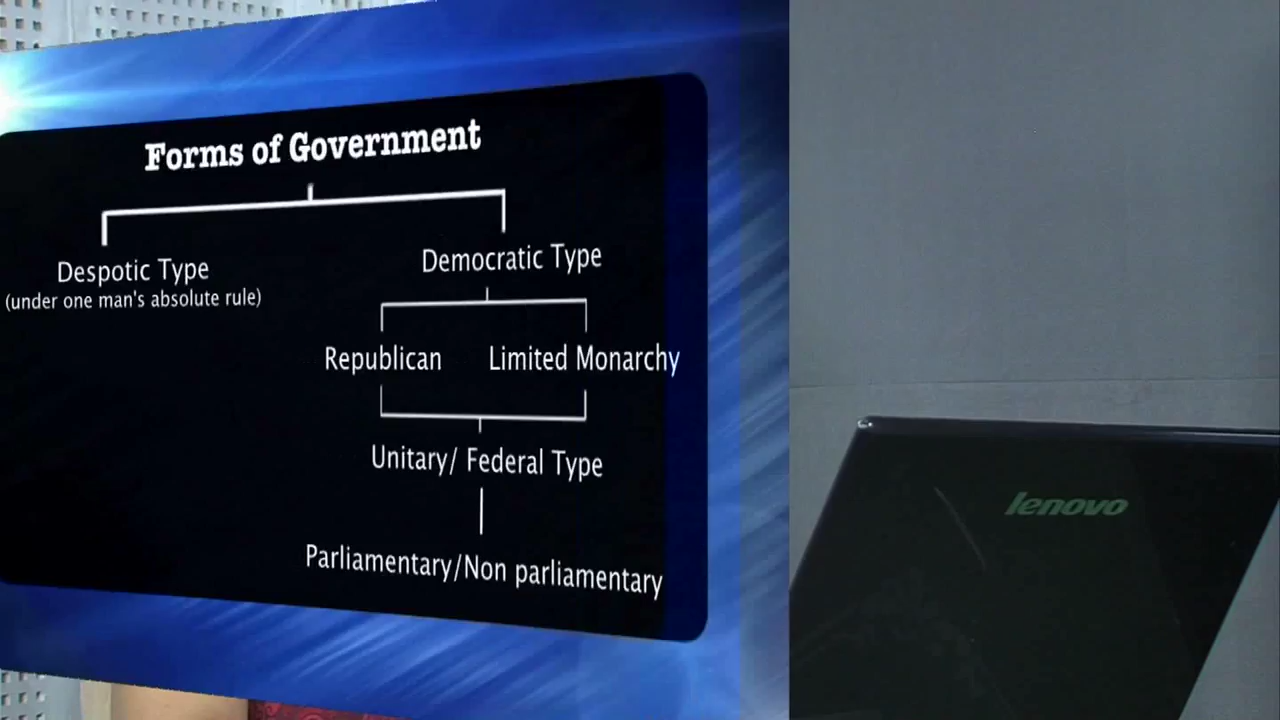 Forms of Government
Despotic Type
(under one man's absolute rule)
Democratic Type
Republican
Limited Monarchy
Unitary/ Federal Type
Parliamentary/Non parliamentary
lenovo